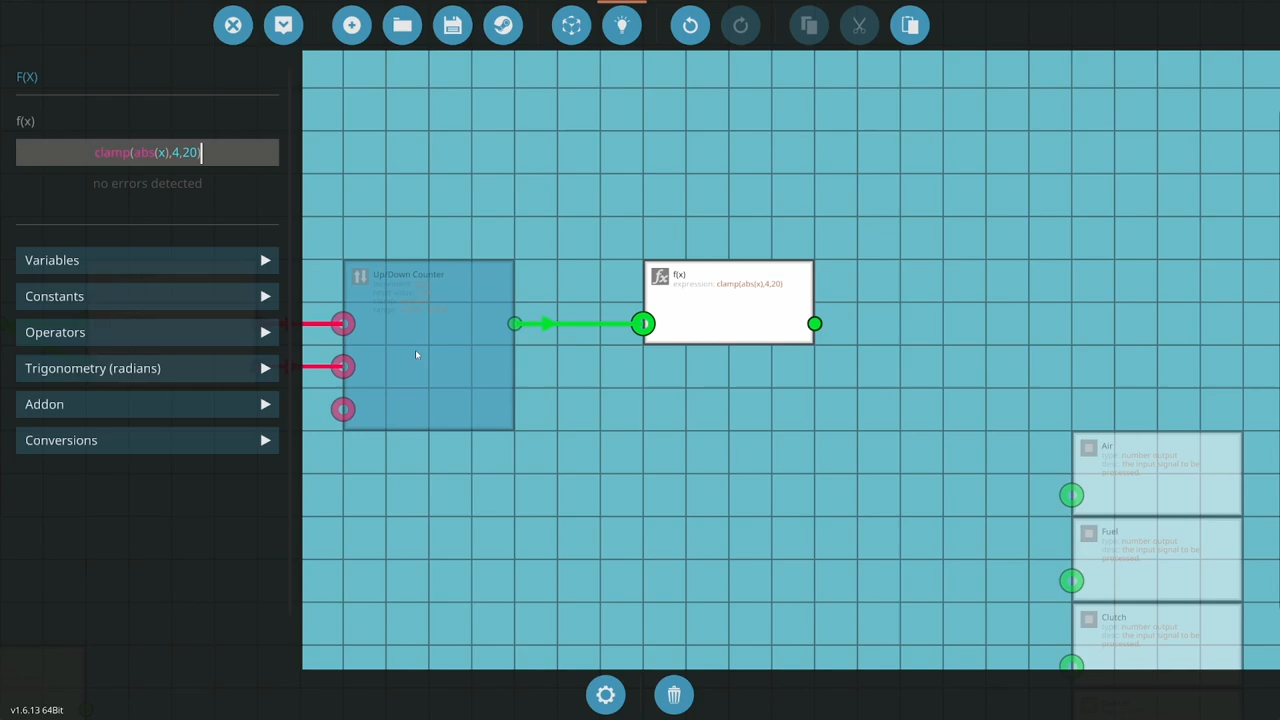 F(X)
f(x)
clamp(abs(x),4,20)
no errors detected
Variables
Constants
Operators
Trigonometry (radians)
Addon
Conversions
Up/Down Counter
f(x)
expression: clamp(abs(x),4,20)
Air
type: number output
desc: the input signal to be
processed.
Fuel
type: number output
desc: the input signal to be
processed.
Clutch
type: number output
desc: the input signal to be
processed.
v1.6.13 64Bit